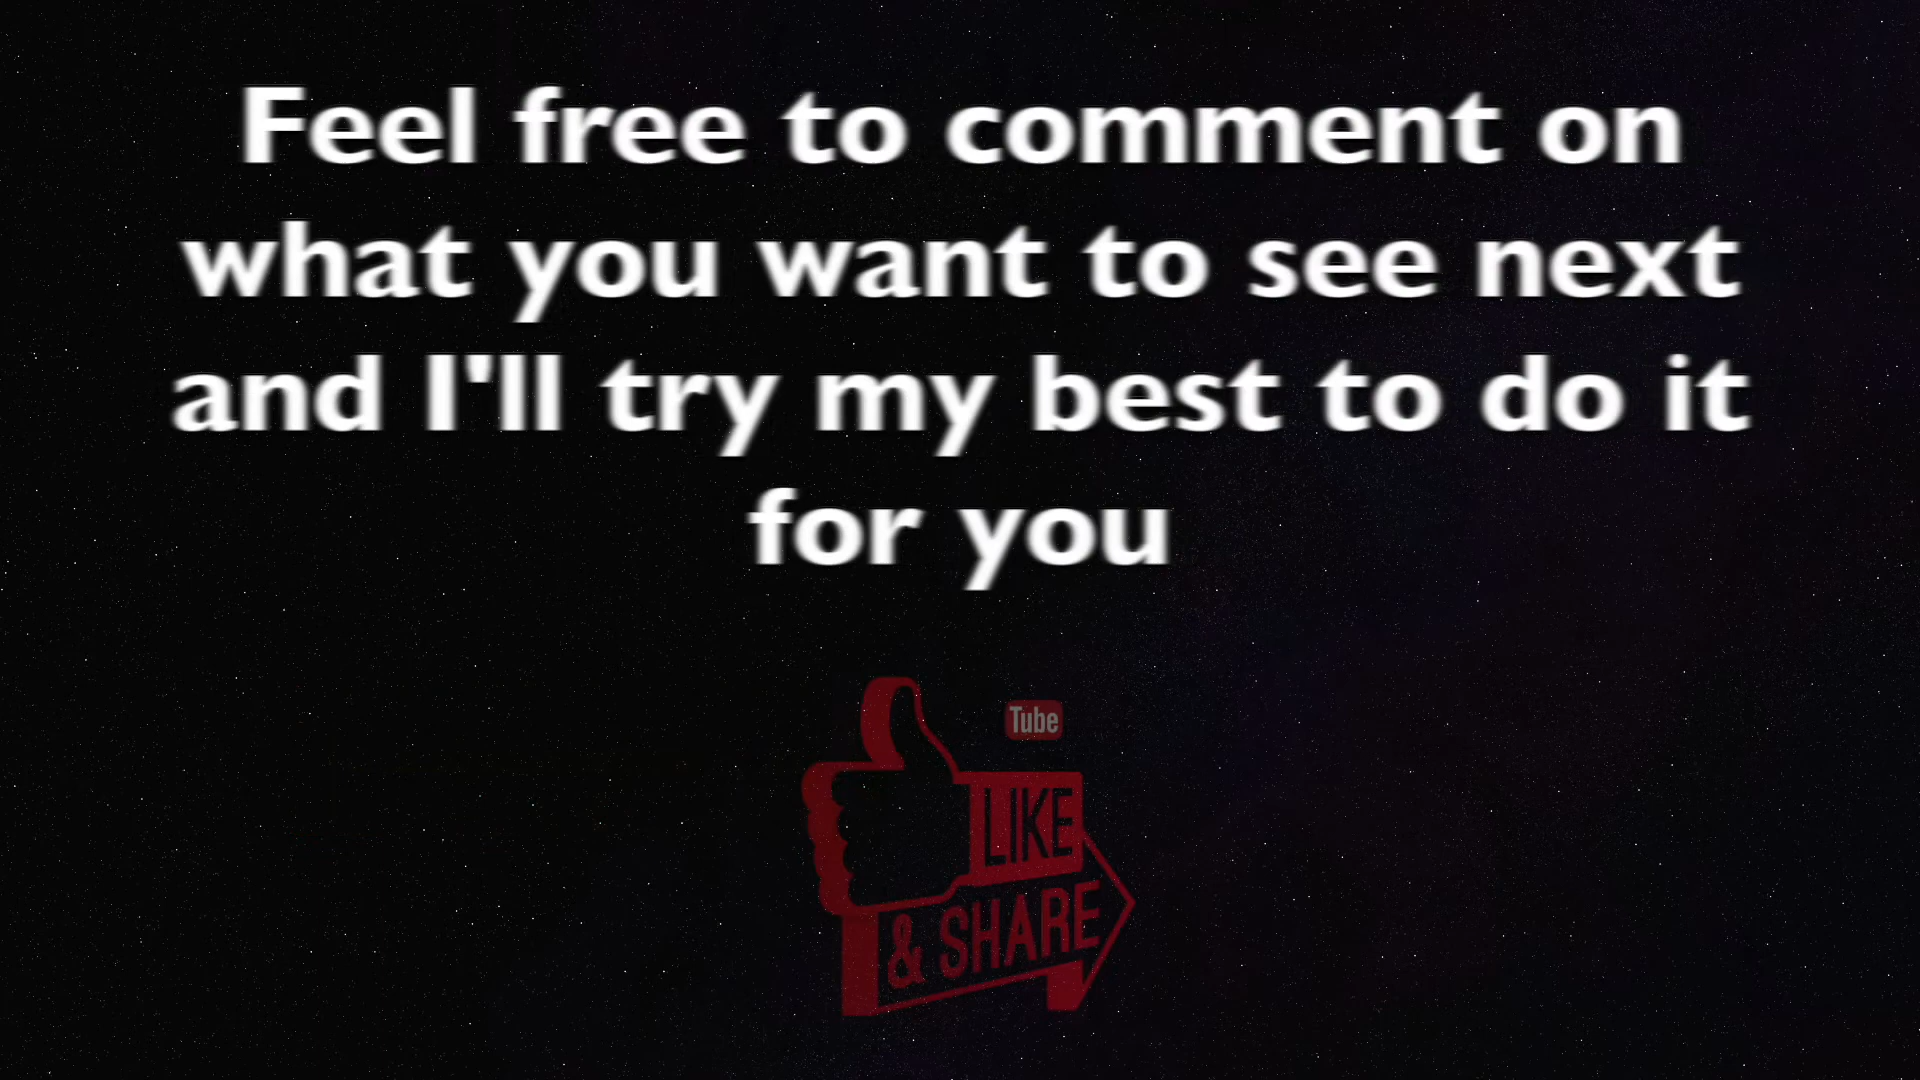 Feel free to comment on
what you want to see next
and I'll try my best to do it
for you
Tube
LIKE
& SHARE